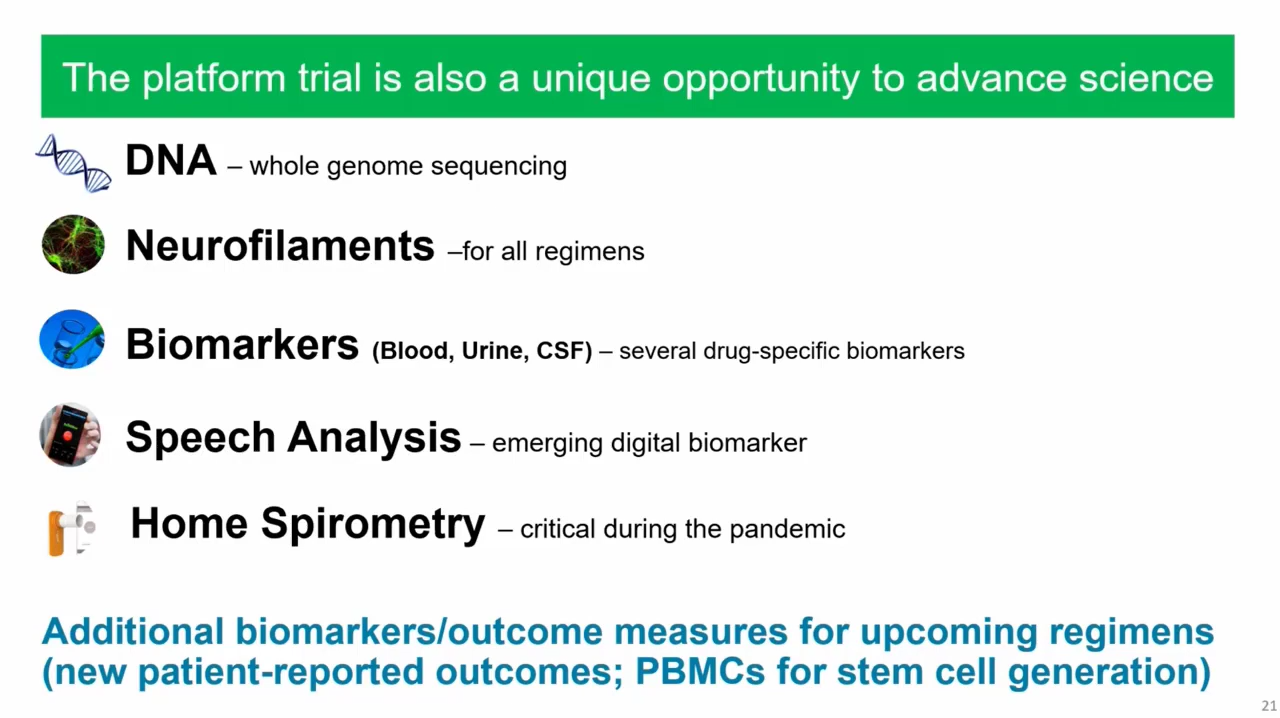 The platform trial is also a unique opportunity to advance science
DNA – whole genome sequencing
Neurofilaments –for all regimens
Biomarkers (Blood, Urine, CSF) – several drug-specific biomarkers
Speech Analysis – emerging digital biomarker
Home Spirometry – critical during the pandemic
Additional biomarkers/outcome measures for upcoming regimens
(new patient-reported outcomes; PBMCs for stem cell generation)
21